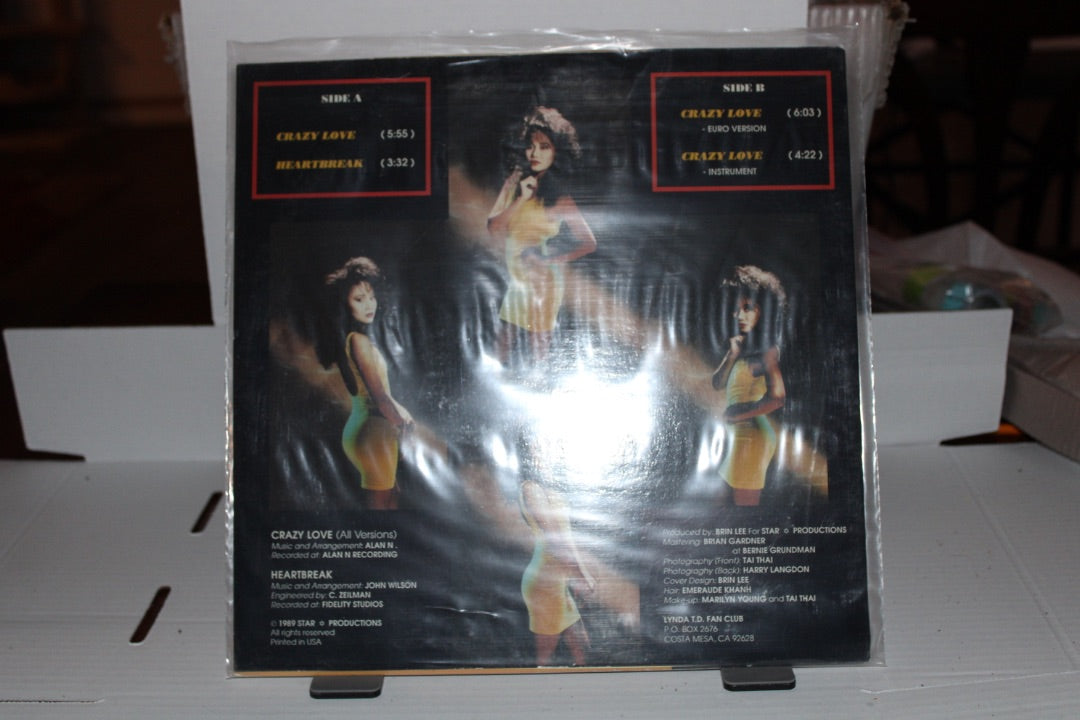 SIDE A
CRAZY LOVE (5:55)
HEARTBREAK (3:32)
SIDE B
CRAZY LOVE (6:03)
- EURO VERSION
CRAZY LOVE (4:22)
- INSTRUMENT
CRAZY LOVE (All Versions)
Music and Arrangement: ALAN N.
Recorded at: ALAN N RECORDING
HEARTBREAK
Music and Arrangement: JOHN WILSON
Engineered by: C. ZEILMAN
Recorded at: FIDELITY STUDIOS
© 1989 STAR ✪ PRODUCTIONS
All rights reserved
Printed in USA
Produced by: BRIN LEE For STAR ✪ PRODUCTIONS
Mastering: BRIAN GARDNER
at BERNIE GRUNDMAN
Photography (Front): TAI THAI
Photography (Back): HARRY LANGDON
Cover Design: BRIN LEE
Hair: EMERAUDE KHANH
Make-up: MARILYN YOUNG and TAI THAI
LYNDA T.D. FAN CLUB
P.O. BOX 2676
COSTA MESA, CA 92628